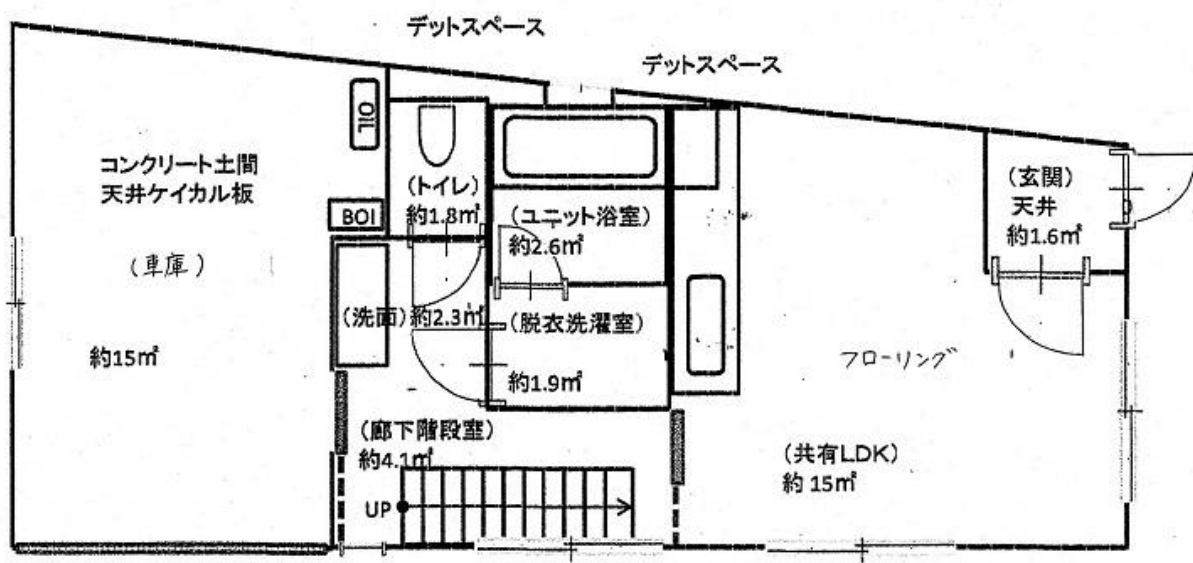 デットスペース
デットスペース
OIL
コンクリート土間
天井ケイカル板
BOI
(車庫)
約15㎡
(トイレ)
約1.8㎡
(ユニット浴室)
約2.6㎡
(玄関)
天井
約1.6㎡
(洗面)約2.3㎡
(脱衣洗濯室)
約1.9㎡
フローリング
(廊下階段室)
約4.1㎡
UP
(共有LDK)
約 15㎡